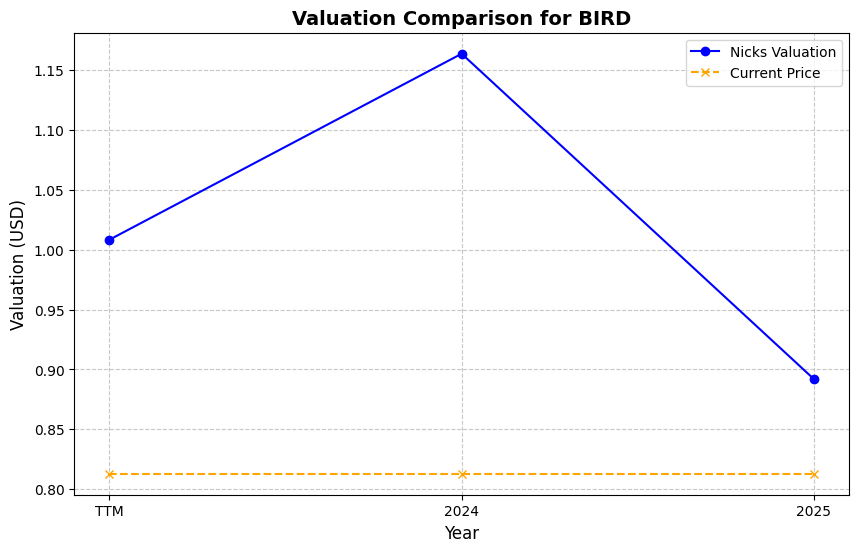 Valuation Comparison for BIRD
Nicks Valuation
Current Price
Valuation (USD)
1.15
1.10
1.05
1.00
0.95
0.90
0.85
0.80
TTM
2024
2025
Year